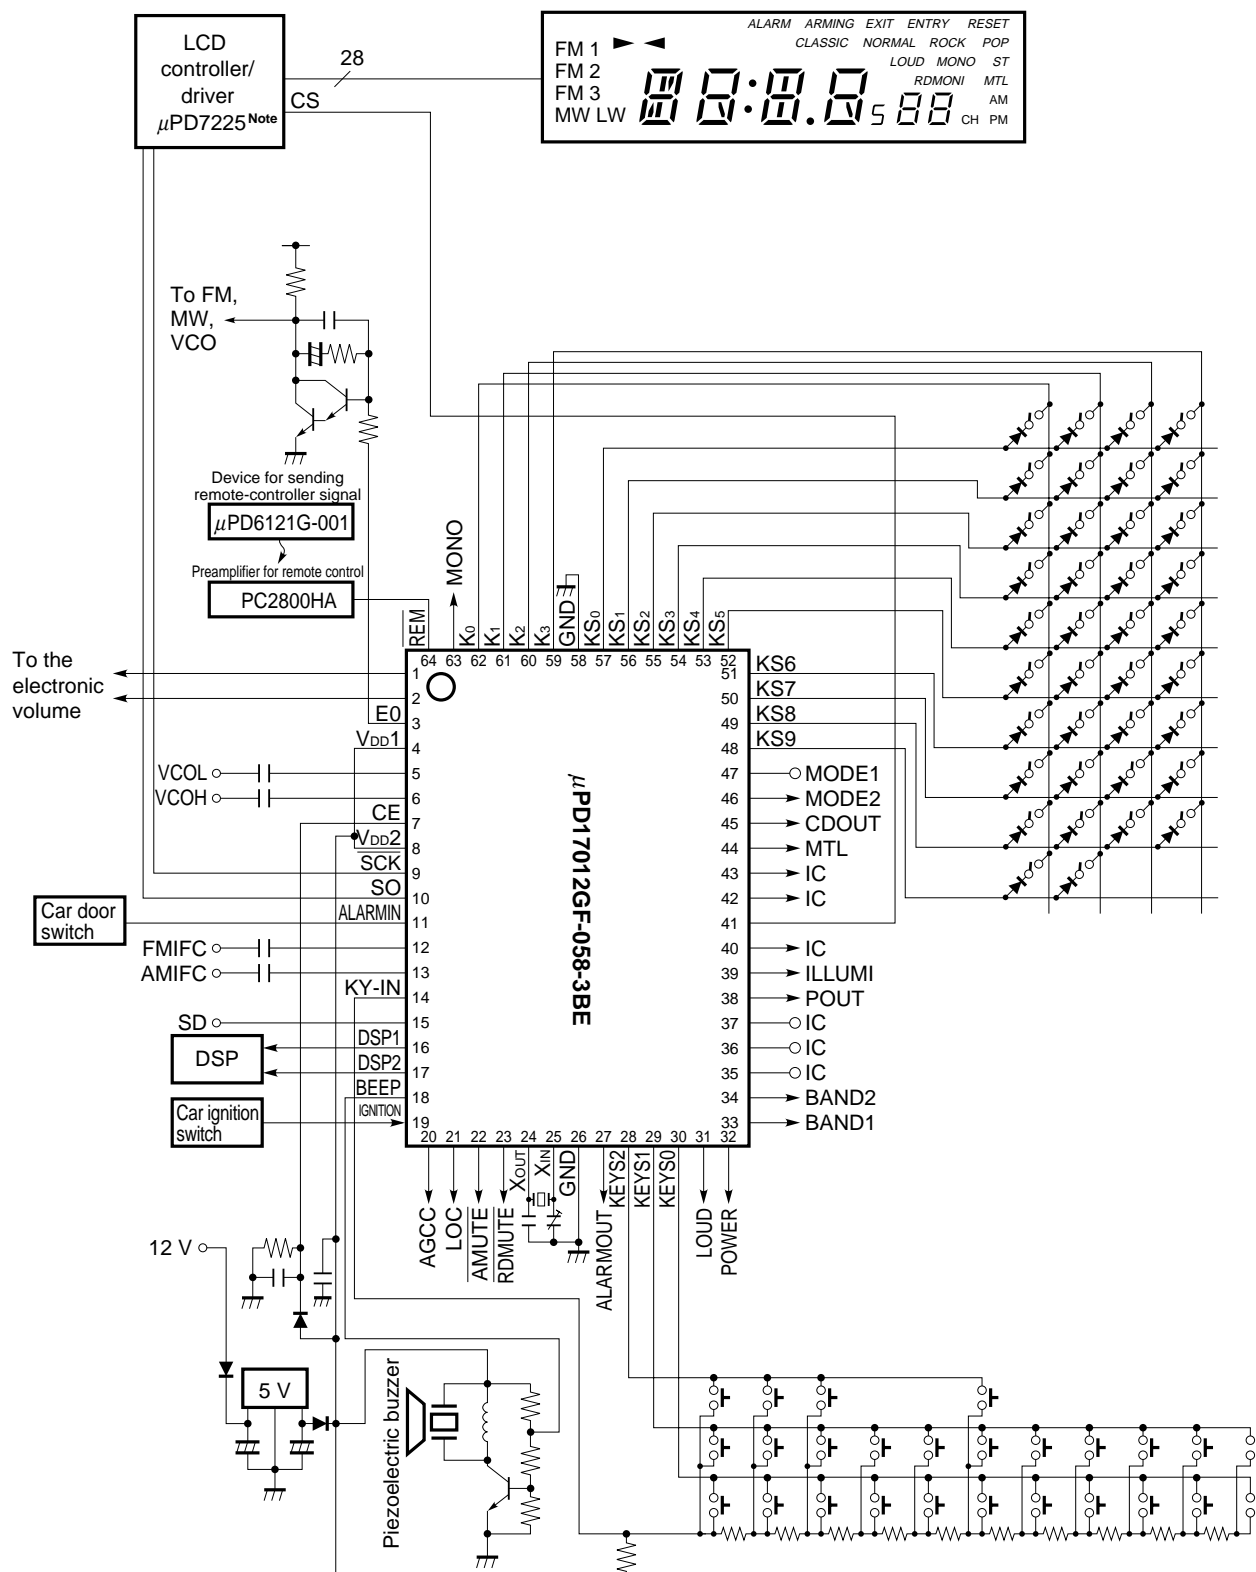 LCD
controller/
driver
μPD7225 Note
28
CS
ALARM ARMING EXIT ENTRY RESET
CLASSIC NORMAL ROCK POP
LOUD MONO ST
RDMONI MTL
FM 1
FM 2
FM 3
MW LW
88:8.8 S 88
AM
CH PM
To FM,
MW,
VCO
Device for sending
remote-controller signal
μPD6121G-001
Preamplifier for remote control
PC2800HA
REM
MONO
K0
K1
K2
K3
GND
KS0
KS1
KS2
KS3
KS4
KS5
64 63 62 61 60 59 58 57 56 55 54 53 52
To the
electronic
volume
1
2
E0 3
VDD1 4
VCOL 5
VCOH 6
CE 7
VDD2 8
SCK 9
SO 10
Car door
switch
ALARMIN 11
FMIFC 12
AMIFC 13
KY-IN 14
SD 15
DSP
DSP1 16
DSP2 17
BEEP 18
Car ignition
switch
IGNITION 19
μPD17012GF-058-3BE
51 KS6
50 KS7
49 KS8
48 KS9
47 MODE1
46 MODE2
45 CDOUT
44 MTL
43 IC
42 IC
41
40 IC
39 ILLUMI
38 POUT
37 IC
36 IC
35 IC
34 BAND2
33 BAND1
20 21 22 23 24 25 26 27 28 29 30 31 32
AGCC
LOC
AMUTE
RDMUTE
XOUT
XIN
GND
ALARMOUT
KEYS2
KEYS1
KEYS0
LOUD
POWER
12 V
5 V
Piezoelectric buzzer